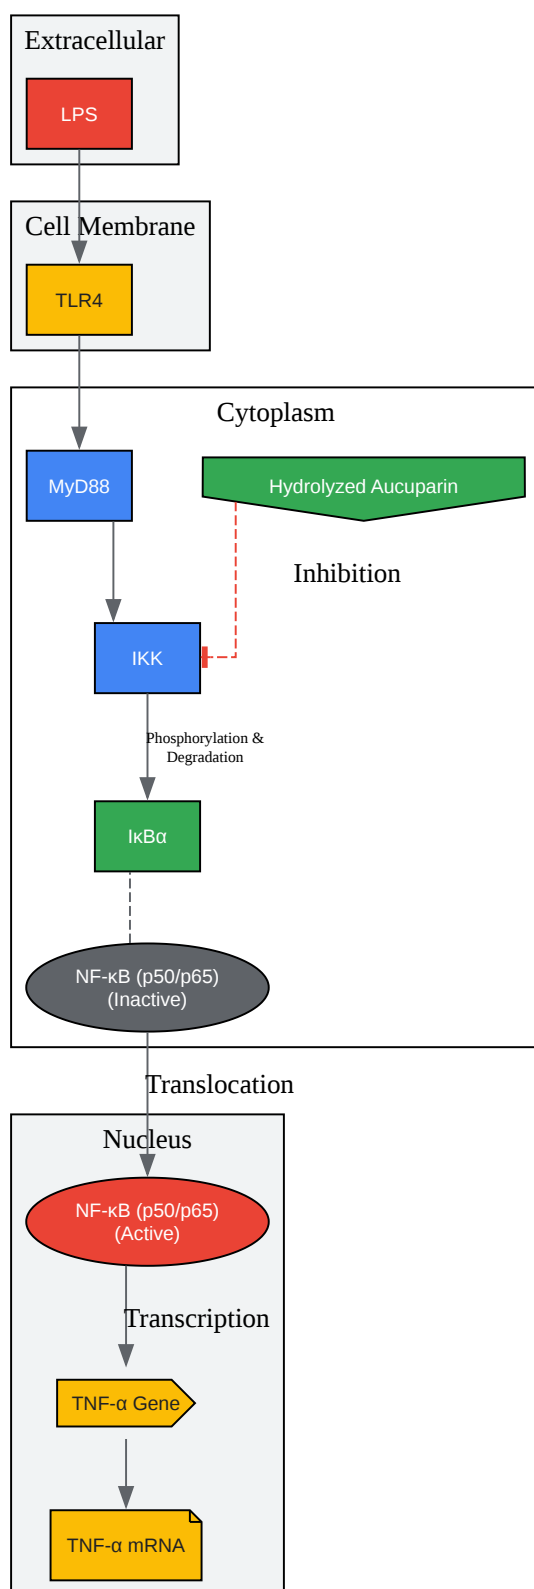 Extracellular
LPS
Cell Membrane
TLR4
Cytoplasm
MyD88
Hydrolyzed Aucuparin
Inhibition
IKK
Phosphorylation &
Degradation
IκBα
NF-κB (p50/p65)
(Inactive)
Translocation
Nucleus
NF-κB (p50/p65)
(Active)
Transcription
TNF-α Gene
TNF-α mRNA